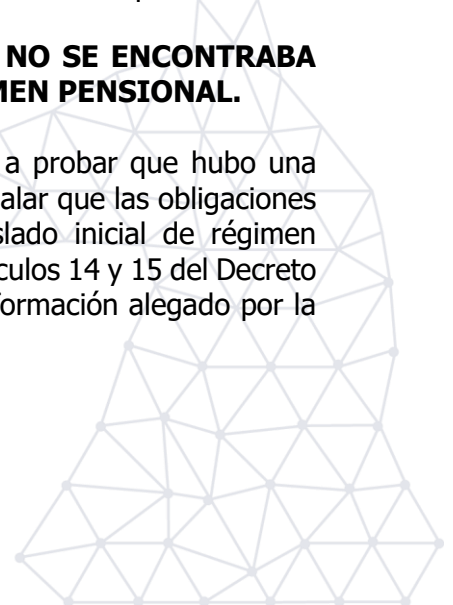 NO SE ENCONTRABA
MEN PENSIONAL.
a probar que hubo una
alar que las obligaciones
slado inicial de régimen
culos 14 y 15 del Decreto
formación alegado por la